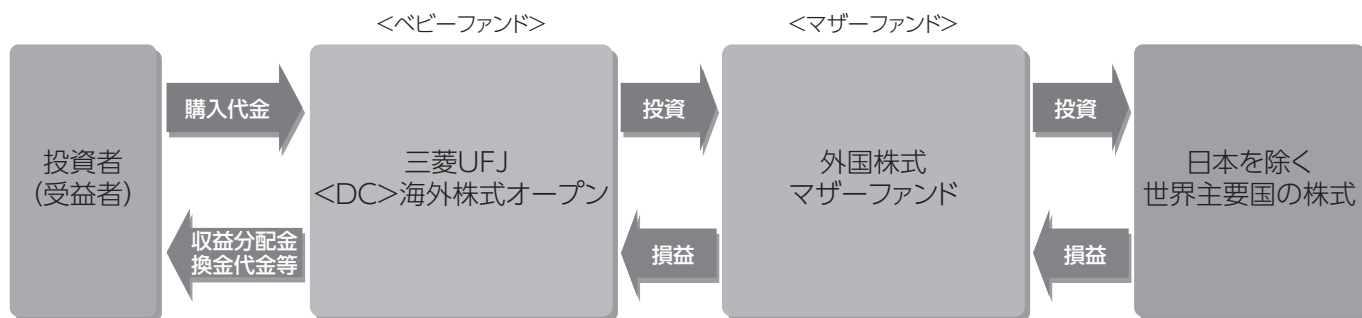 ＜ベビーファンド＞
＜マザーファンド＞
投資者
(受益者)
購入代金
収益分配金
換金代金等
三菱UFJ
＜DC＞海外株式オープン
投資
損益
外国株式
マザーファンド
投資
損益
日本を除く
世界主要国の株式